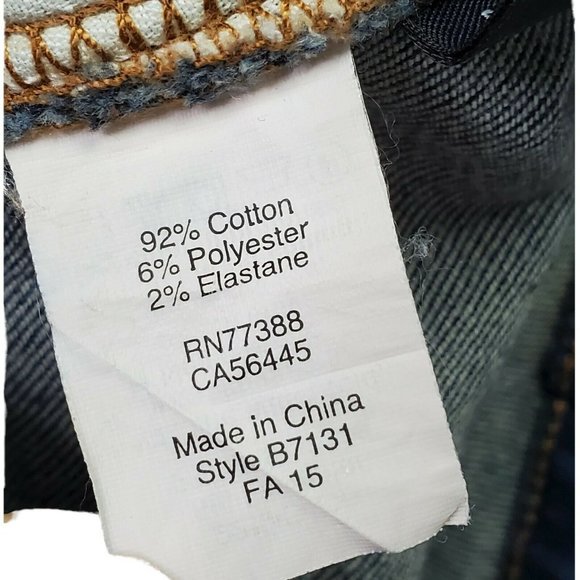 92% Cotton
6% Polyester
2% Elastane
RN77388
CA56445
Made in China
Style B7131
FA 15